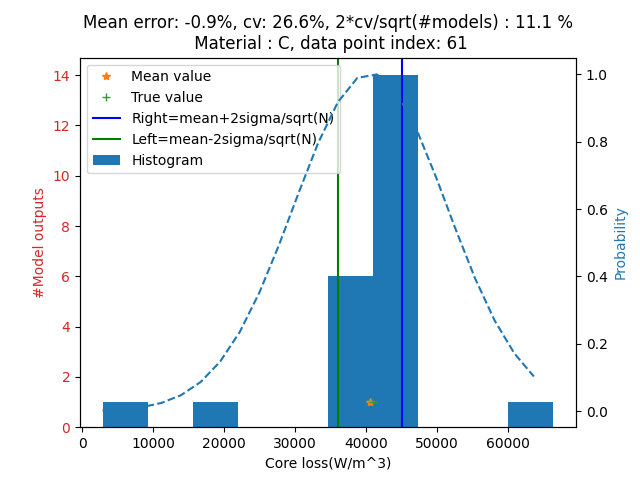 Mean error: -0.9%, cv: 26.6%, 2*cv/sqrt(#models) : 11.1 %
Material : C, data point index: 61
Mean value
True value
Right=mean+2sigma/sqrt(N)
Left=mean-2sigma/sqrt(N)
Histogram
#Model outputs
14
12
10
8
6
4
2
0
Probability
1.0
0.8
0.6
0.4
0.2
0.0
0 10000 20000 30000 40000 50000 60000
Core loss(W/m^3)